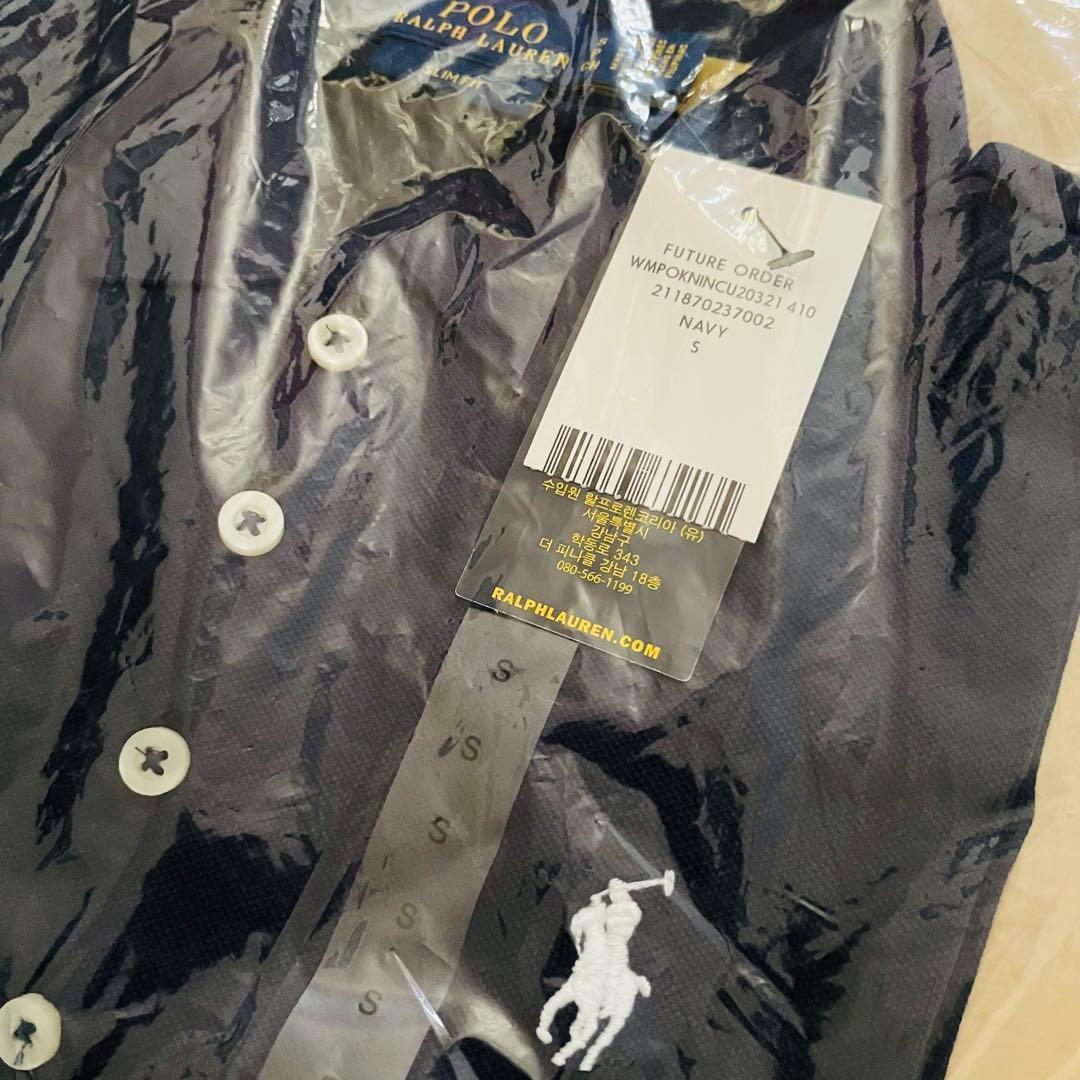 POLO
RALPH LAUREN
SLIM FIT
FUTURE ORDER
WMPOKNINCU20321 410
211870237002
NAVY
S
수입원 랄프로렌코리아 (유)
서울특별시
강남구
학동로 343
더 피나클 강남 18층
080-566-1199
RALPHLAUREN.COM
S
S
S
S
S